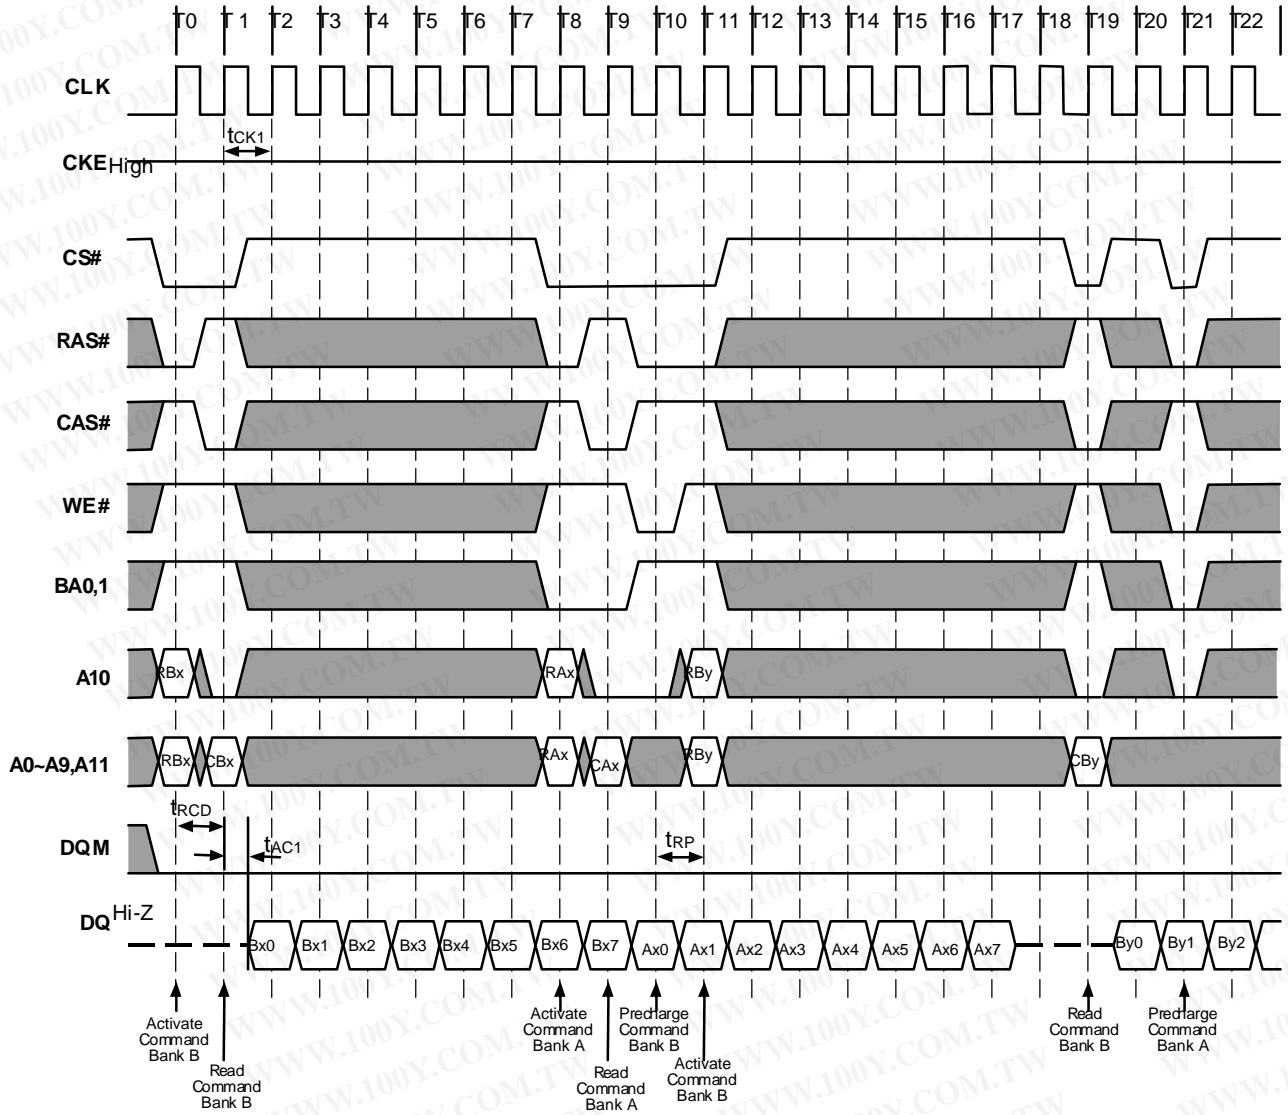 T0 T1 T2 T3 T4 T5 T6 T7 T8 T9 T10 T11 T12 T13 T14 T15 T16 T17 T18 T19 T20 T21 T22
CLK
tCK1
CKE High
CS#
RAS#
CAS#
WE#
BA0,1
A10 RBx RAx RBy
A0~A9,A11 RBx CBx RAx CAx RBy CBy
tRCD
DQM tAC1 tRP
DQ Hi-Z
Bx0 Bx1 Bx2 Bx3 Bx4 Bx5 Bx6 Bx7 Ax0 Ax1 Ax2 Ax3 Ax4 Ax5 Ax6 Ax7 By0 By1 By2
Activate
Command
Bank B
Read
Command
Bank B
Activate
Command
Bank A
Read
Command
Bank A
Precharge
Command
Bank B
Activate
Command
Bank B
Read
Command
Bank B
Precharge
Command
Bank A
WWW.100Y.COM.TW